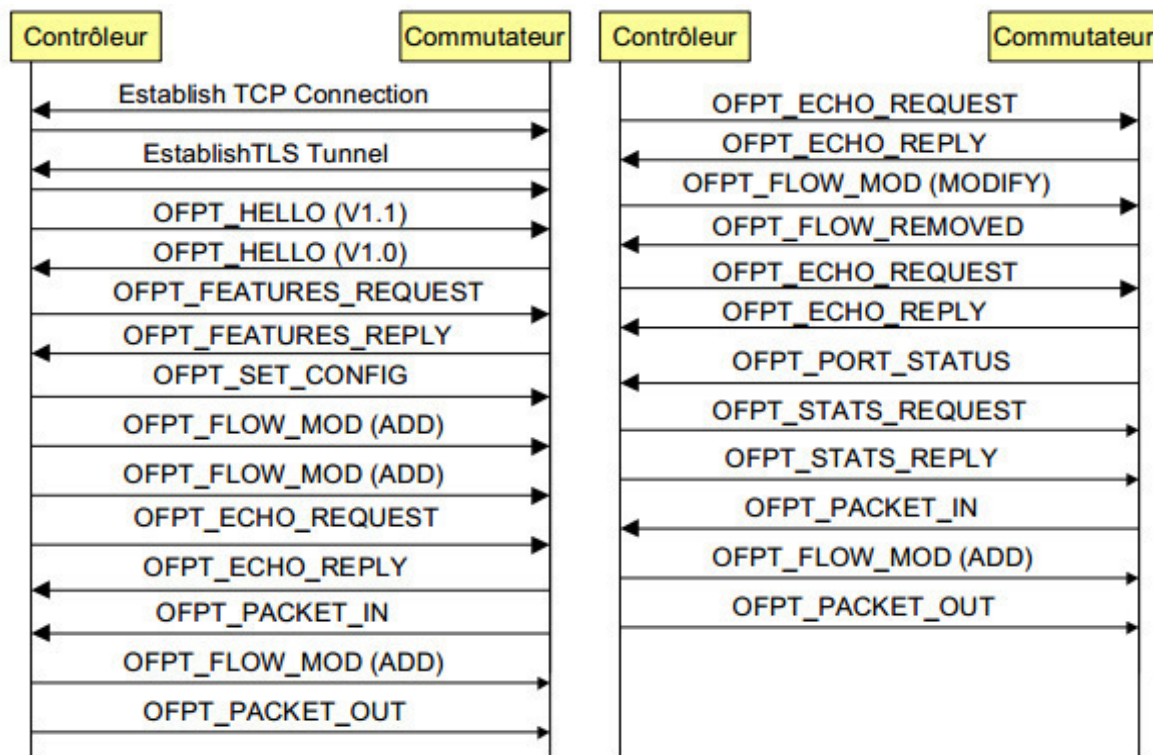 Contrôleur
Commutateur
Establish TCP Connection
EstablishTLS Tunnel
OFPT_HELLO (V1.1)
OFPT_HELLO (V1.0)
OFPT_FEATURES_REQUEST
OFPT_FEATURES_REPLY
OFPT_SET_CONFIG
OFPT_FLOW_MOD (ADD)
OFPT_FLOW_MOD (ADD)
OFPT_ECHO_REQUEST
OFPT_ECHO_REPLY
OFPT_PACKET_IN
OFPT_FLOW_MOD (ADD)
OFPT_PACKET_OUT
Contrôleur
Commutateur
OFPT_ECHO_REQUEST
OFPT_ECHO_REPLY
OFPT_FLOW_MOD (MODIFY)
OFPT_FLOW_REMOVED
OFPT_ECHO_REQUEST
OFPT_ECHO_REPLY
OFPT_PORT_STATUS
OFPT_STATS_REQUEST
OFPT_STATS_REPLY
OFPT_PACKET_IN
OFPT_FLOW_MOD (ADD)
OFPT_PACKET_OUT